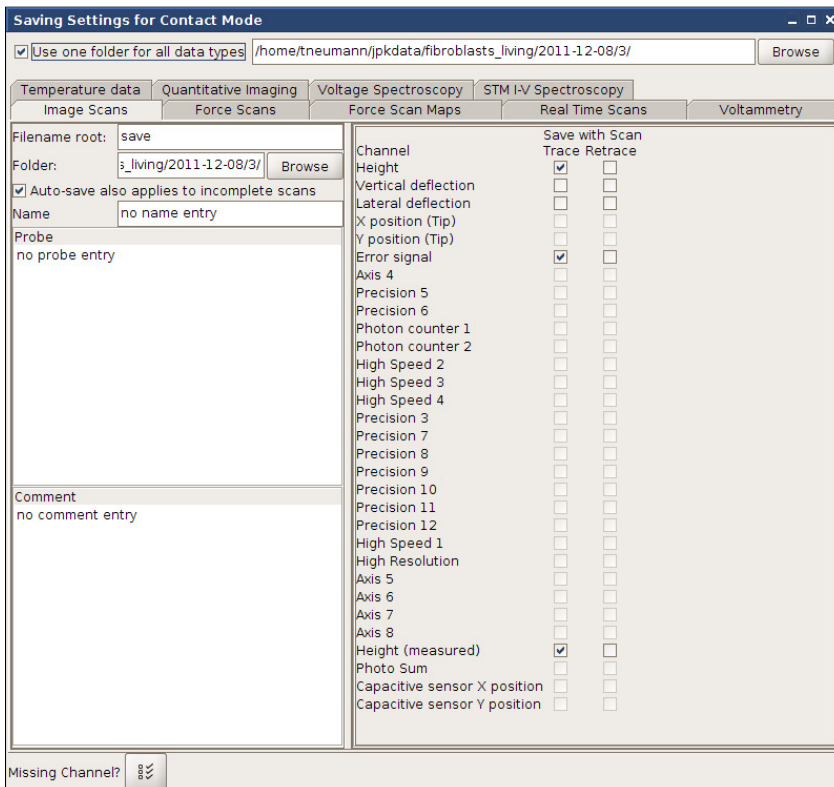 Saving Settings for Contact Mode
Use one folder for all data types /home/tneumann/jpkdata/fibroblasts_living/2011-12-08/3/ Browse
Temperature data Quantitative Imaging Voltage Spectroscopy STM I-V Spectroscopy
Image Scans Force Scans Force Scan Maps Real Time Scans Voltammetry
Filename root: save
Folder: s_living/2011-12-08/3/ Browse
Auto-save also applies to incomplete scans
Name no name entry
Probe
no probe entry
Comment
no comment entry
Save with Scan
Channel Trace Retrace
Height
Vertical deflection
Lateral deflection
X position (Tip)
Y position (Tip)
Error signal
Axis 4
Precision 5
Precision 6
Photon counter 1
Photon counter 2
High Speed 2
High Speed 3
High Speed 4
Precision 3
Precision 7
Precision 8
Precision 9
Precision 10
Precision 11
Precision 12
High Speed 1
High Resolution
Axis 5
Axis 6
Axis 7
Axis 8
Height (measured)
Photo Sum
Capacitive sensor X position
Capacitive sensor Y position
Missing Channel?